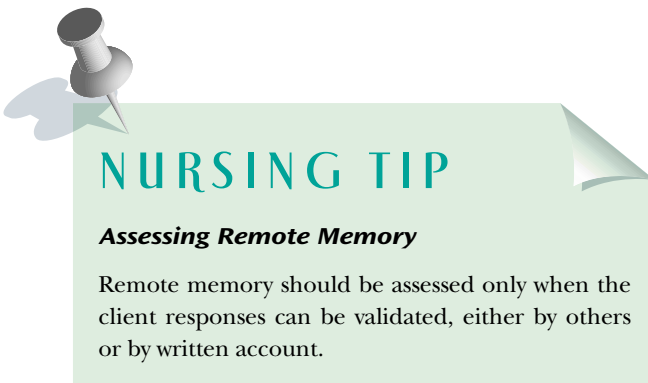 NURSING TIP
Assessing Remote Memory
Remote memory should be assessed only when the
client responses can be validated, either by others
or by written account.